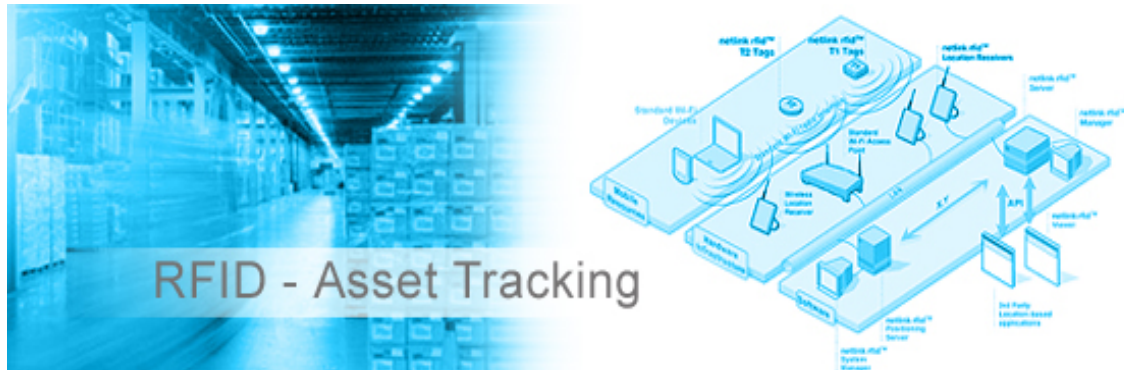 RFID - Asset Tracking
netlink rfid™
T2 Tags
netlink rfid™
T1 Tags
netlink rfid™
Location Receivers
netlink rfid™
Server
netlink rfid™
Manager
Standard Wi-Fi
Devices
Standard
Wi-Fi Access
Point
Wireless
Location
Receiver
Mobile
Resources
Hardware
Infrastructure
LAN
X,Y
API
netlink rfid™
Viewer
Software
3rd Party
Location based
applications
netlink rfid™
Positioning
Server
netlink rfid™
System
Manager